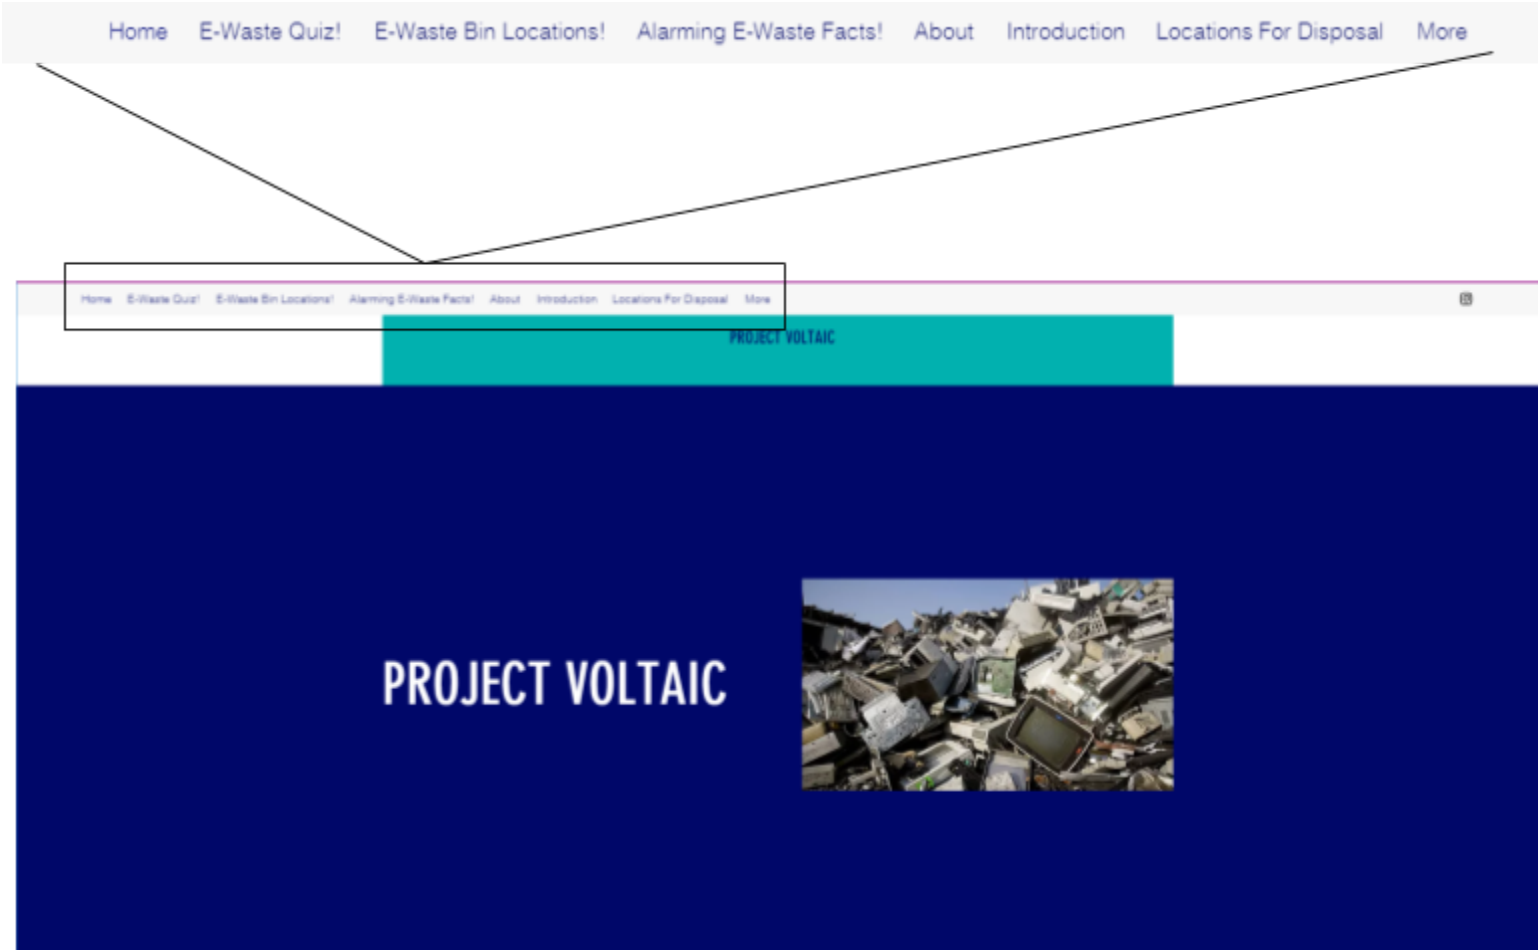 Home E-Waste Quiz! E-Waste Bin Locations! Alarming E-Waste Facts! About Introduction Locations For Disposal More
Home E-Waste Quiz! E-Waste Bin Locations! Alarming E-Waste Facts! About Introduction Locations For Disposal More
PROJECT VOLTAIC
PROJECT VOLTAIC